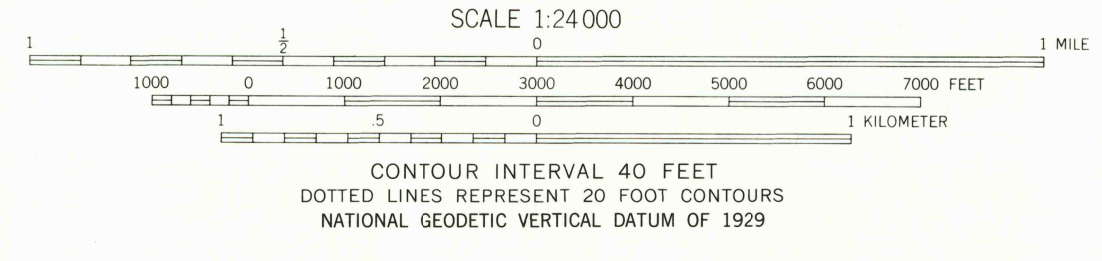 SCALE 1:24 000
1 1/2 0 1 MILE
1000 0 1000 2000 3000 4000 5000 6000 7000 FEET
1 .5 0 1 KILOMETER
CONTOUR INTERVAL 40 FEET
DOTTED LINES REPRESENT 20 FOOT CONTOURS
NATIONAL GEODETIC VERTICAL DATUM OF 1929